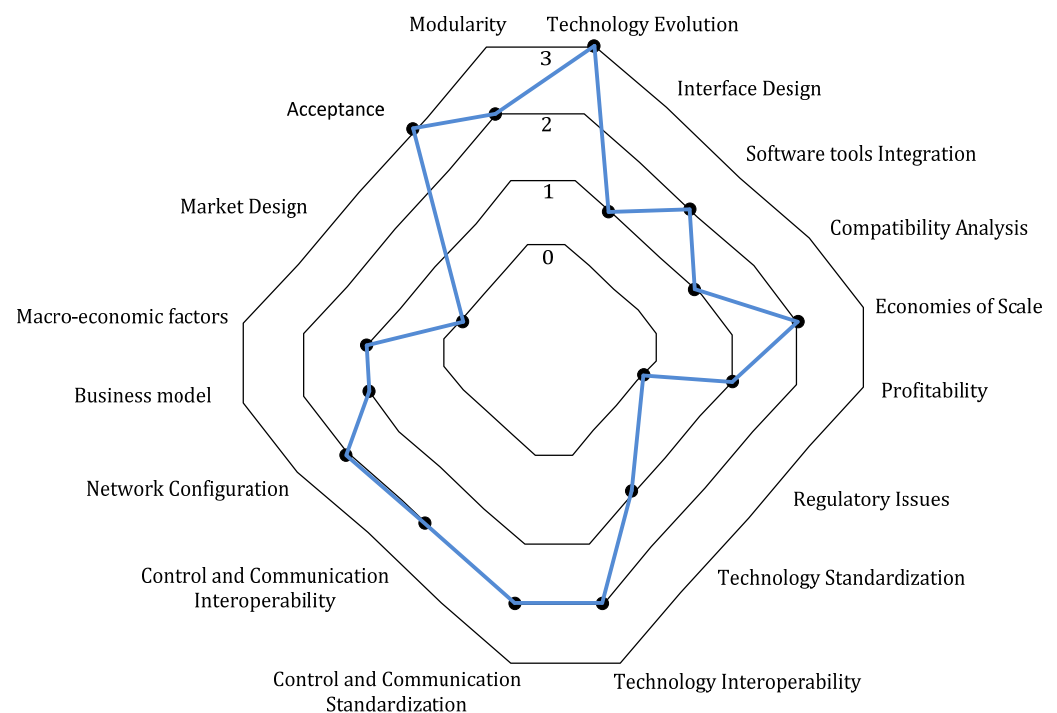 Modularity
Technology Evolution
3
Interface Design
Acceptance
2
Software tools Integration
1
Market Design
Compatibility Analysis
0
Economies of Scale
Macro-economic factors
Profitability
Business model
Network Configuration
Regulatory Issues
Control and Communication
Interoperability
Technology Standardization
Control and Communication
Standardization
Technology Interoperability